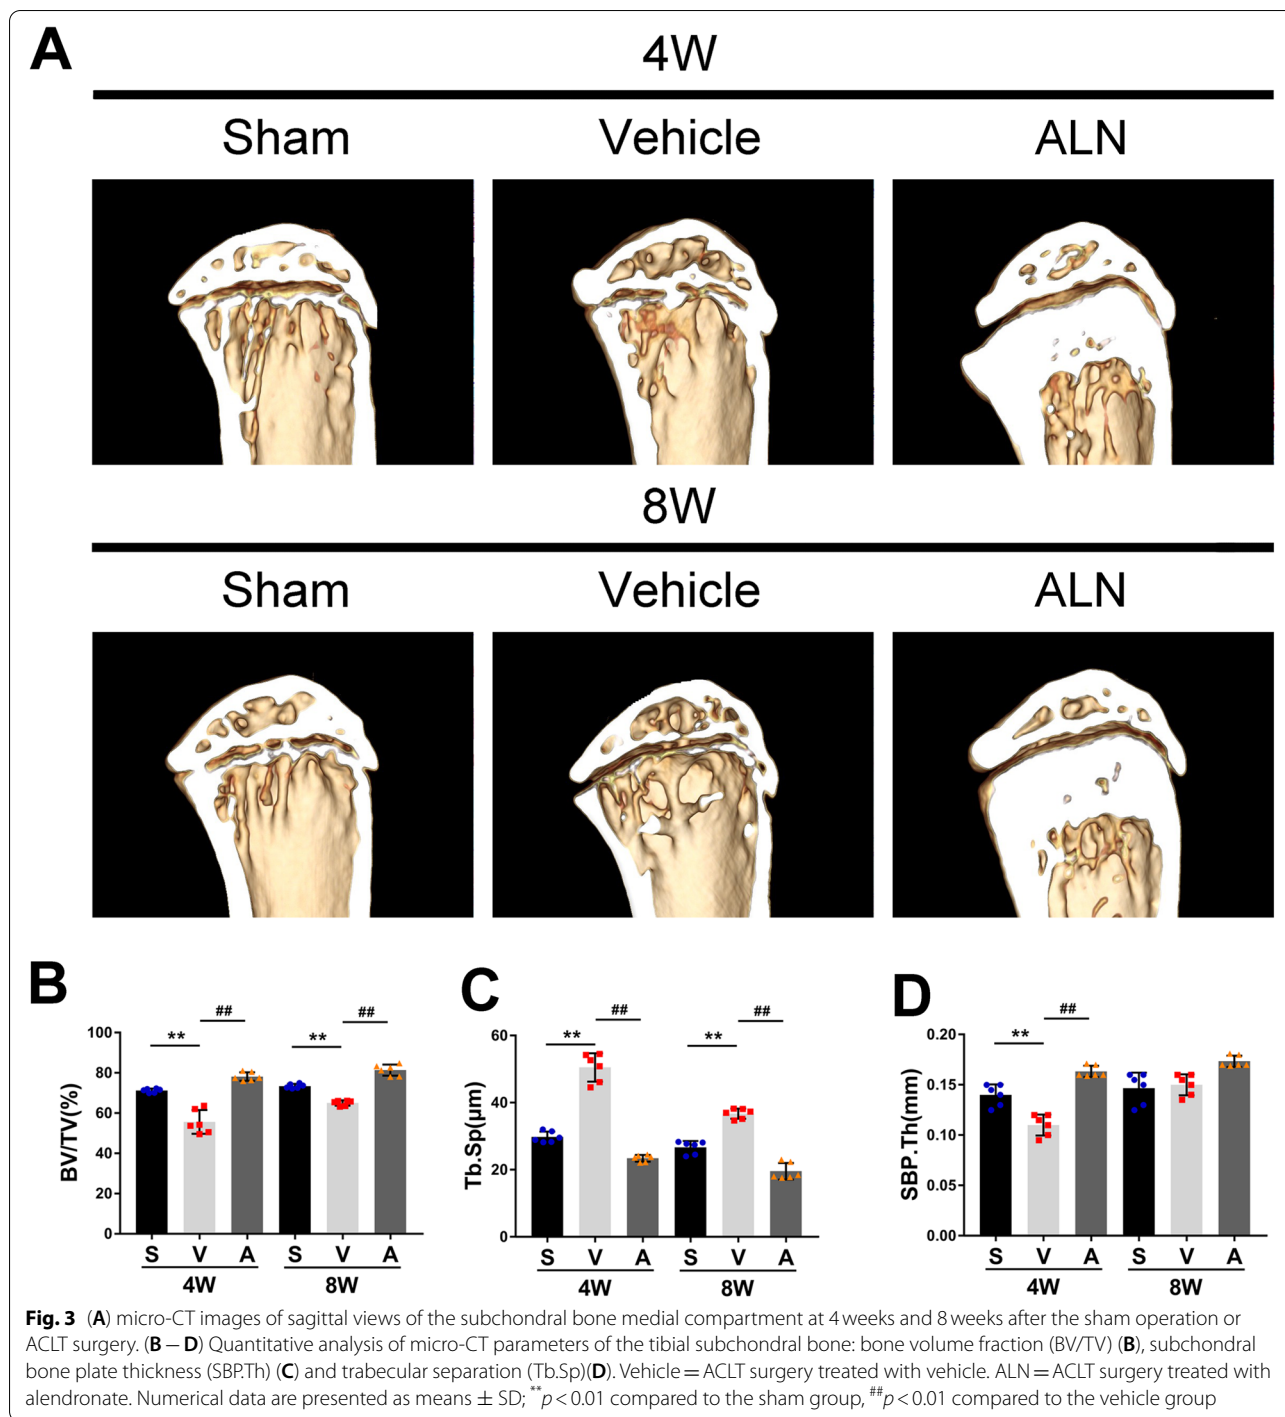 A
4W
Sham Vehicle ALN
8W
Sham Vehicle ALN
B
BV/TV(%)
100
80
60
40
20
0
** ## ** ##
S V A S V A
4W 8W
C
Tb.Sp(μm)
60
40
20
0
** ## ** ##
S V A S V A
4W 8W
D
SBP.Th(mm)
0.20
0.15
0.10
0.05
0.00
** ##
S V A S V A
4W 8W
Fig. 3 (A) micro-CT images of sagittal views of the subchondral bone medial compartment at 4 weeks and 8 weeks after the sham operation or
ACLT surgery. (B – D) Quantitative analysis of micro-CT parameters of the tibial subchondral bone: bone volume fraction (BV/TV) (B), subchondral
bone plate thickness (SBP.Th) (C) and trabecular separation (Tb.Sp)(D). Vehicle = ACLT surgery treated with vehicle. ALN = ACLT surgery treated with
alendronate. Numerical data are presented as means ± SD; **p < 0.01 compared to the sham group, ##p < 0.01 compared to the vehicle group